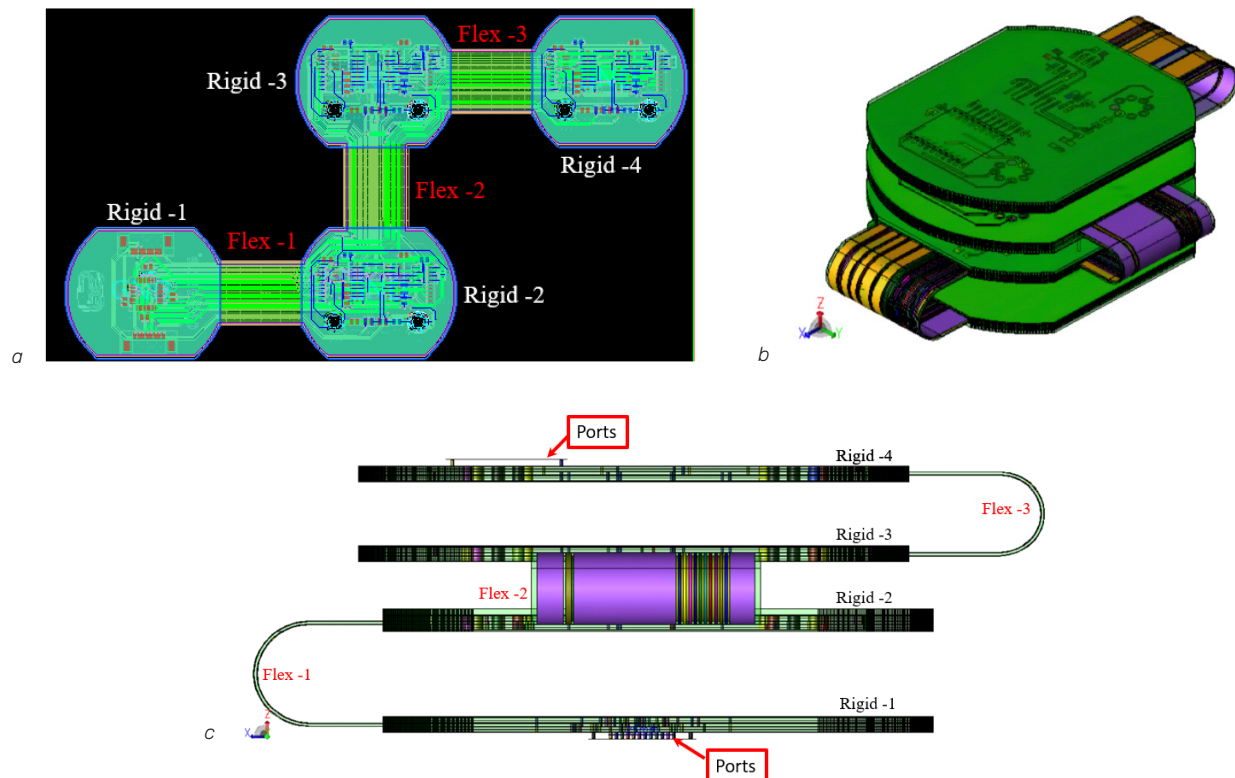 Flex -3
Rigid -3
Rigid -4
Flex -2
Rigid -1
Flex -1
Rigid -2
a
Z
X
Y
b
Ports
Rigid -4
Flex -3
Rigid -3
Flex -2
Rigid -2
Flex -1
Rigid -1
Z
X
c
Ports